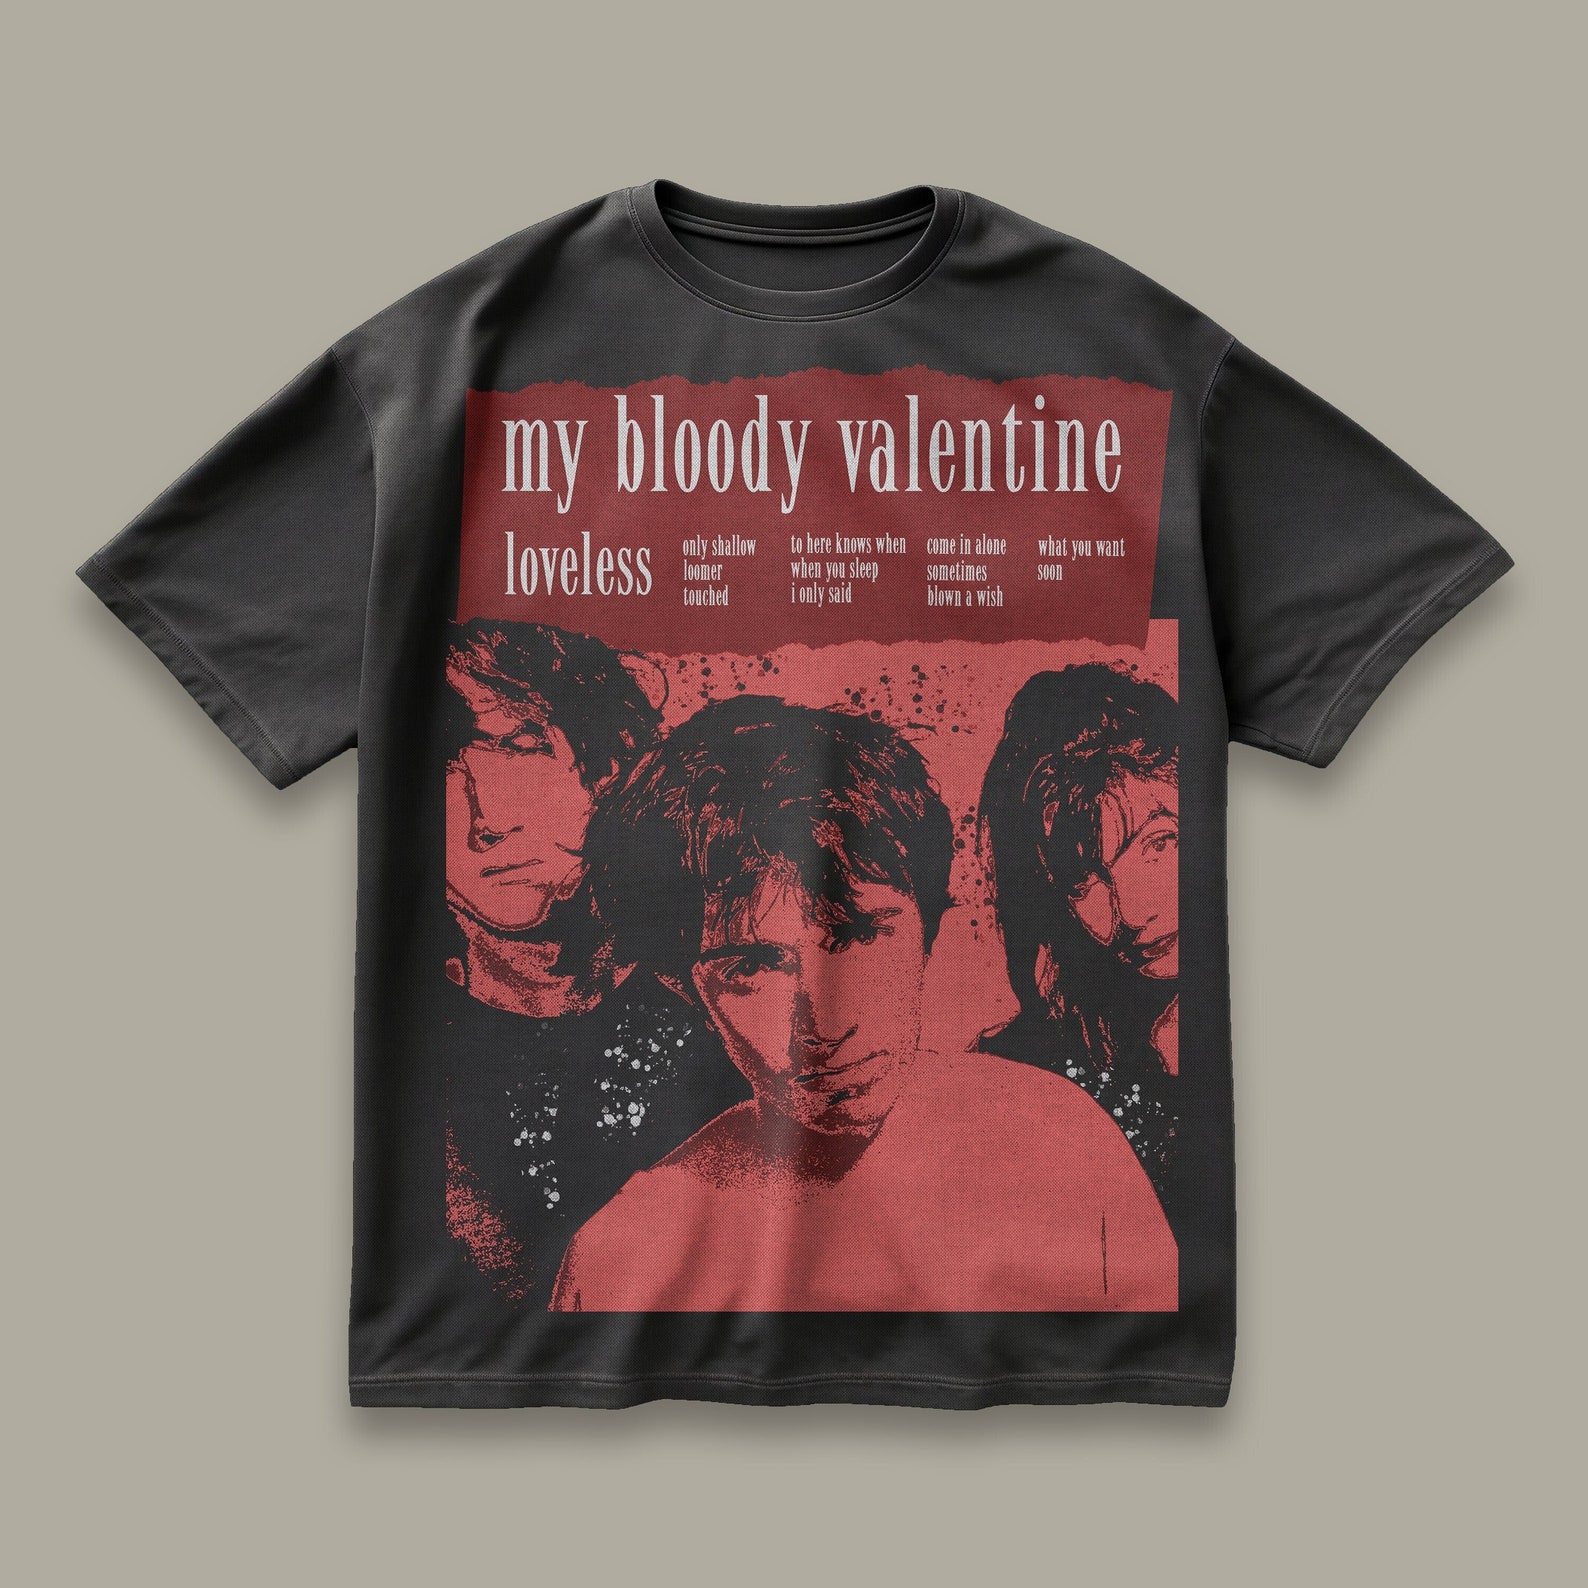 my bloody valentine
loveless
only shallow
loomer
touched
to here knows when
when you sleep
i only said
come in alone
sometimes
blown a wish
what you want
soon